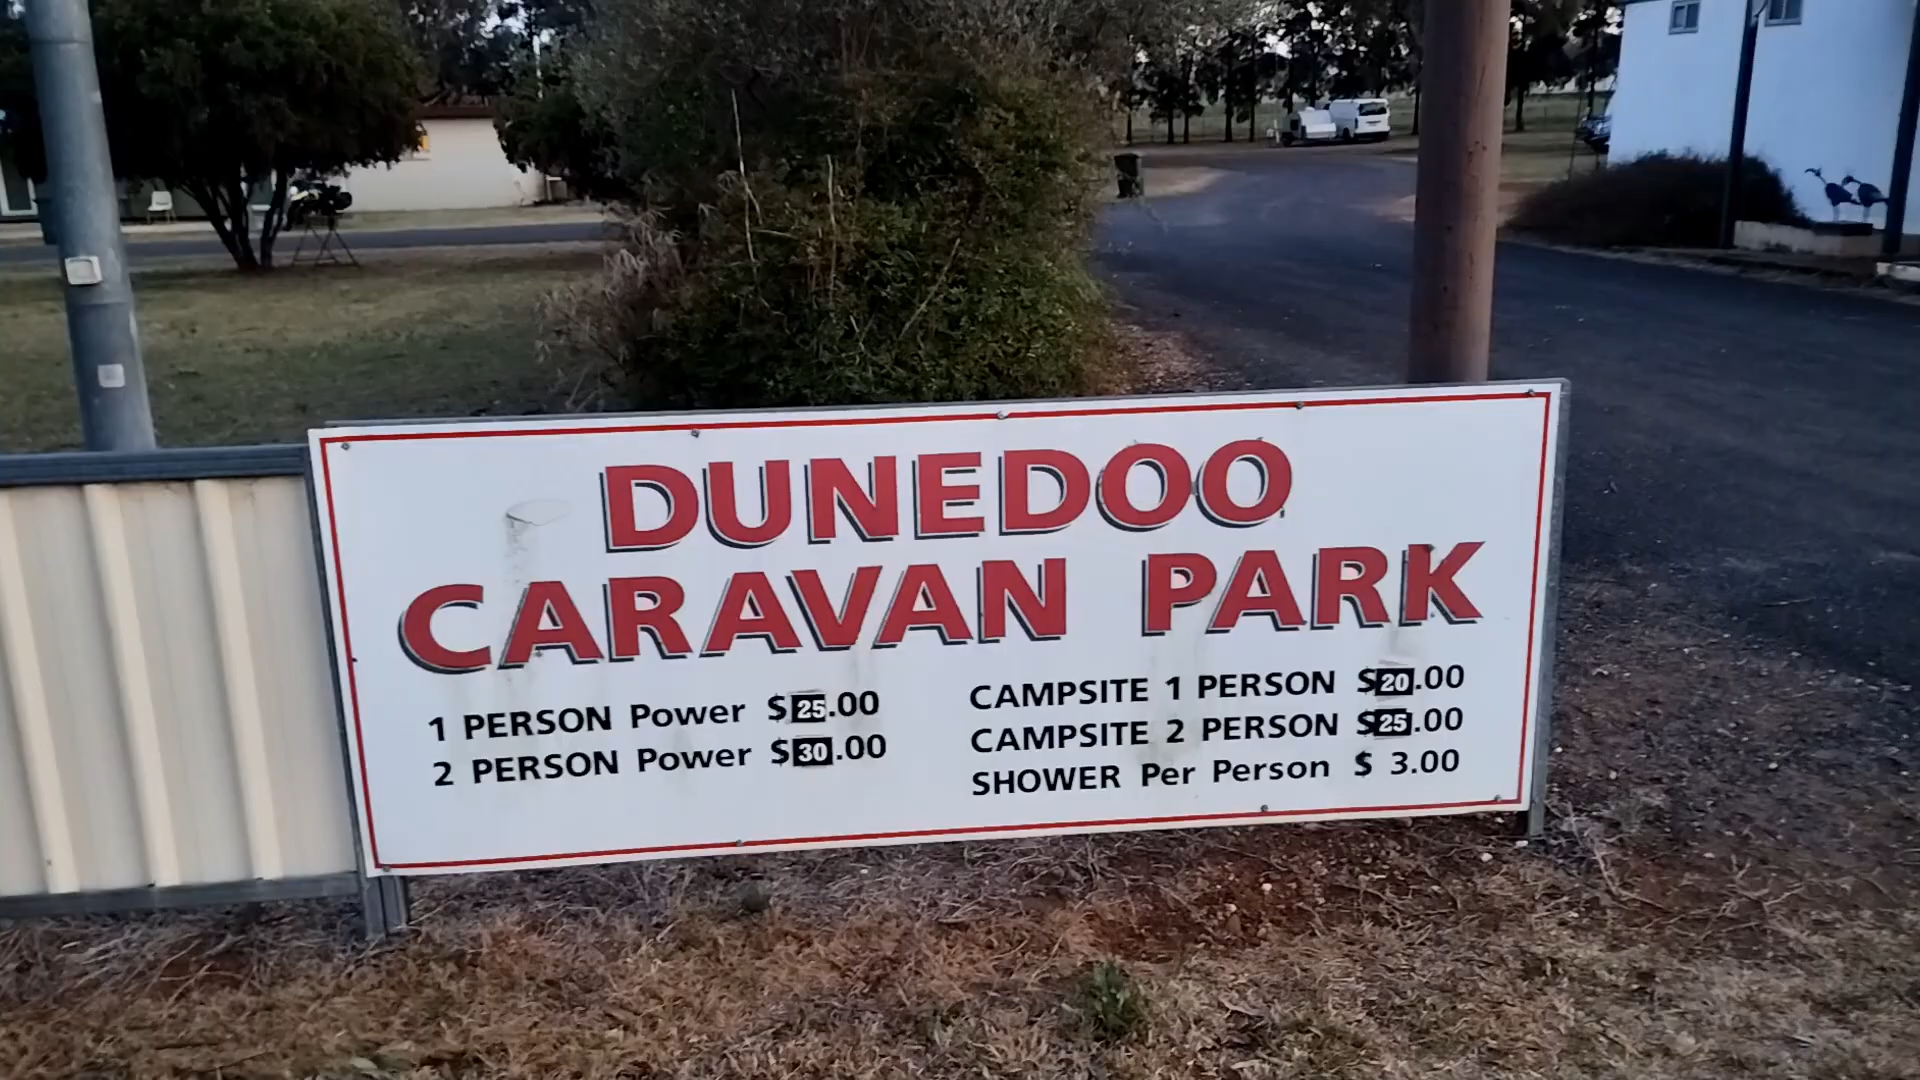 DUNEDOO
CARAVAN PARK
1 PERSON Power $25.00
2 PERSON Power $30.00
CAMPSITE 1 PERSON $20.00
CAMPSITE 2 PERSON $25.00
SHOWER Per Person $ 3.00